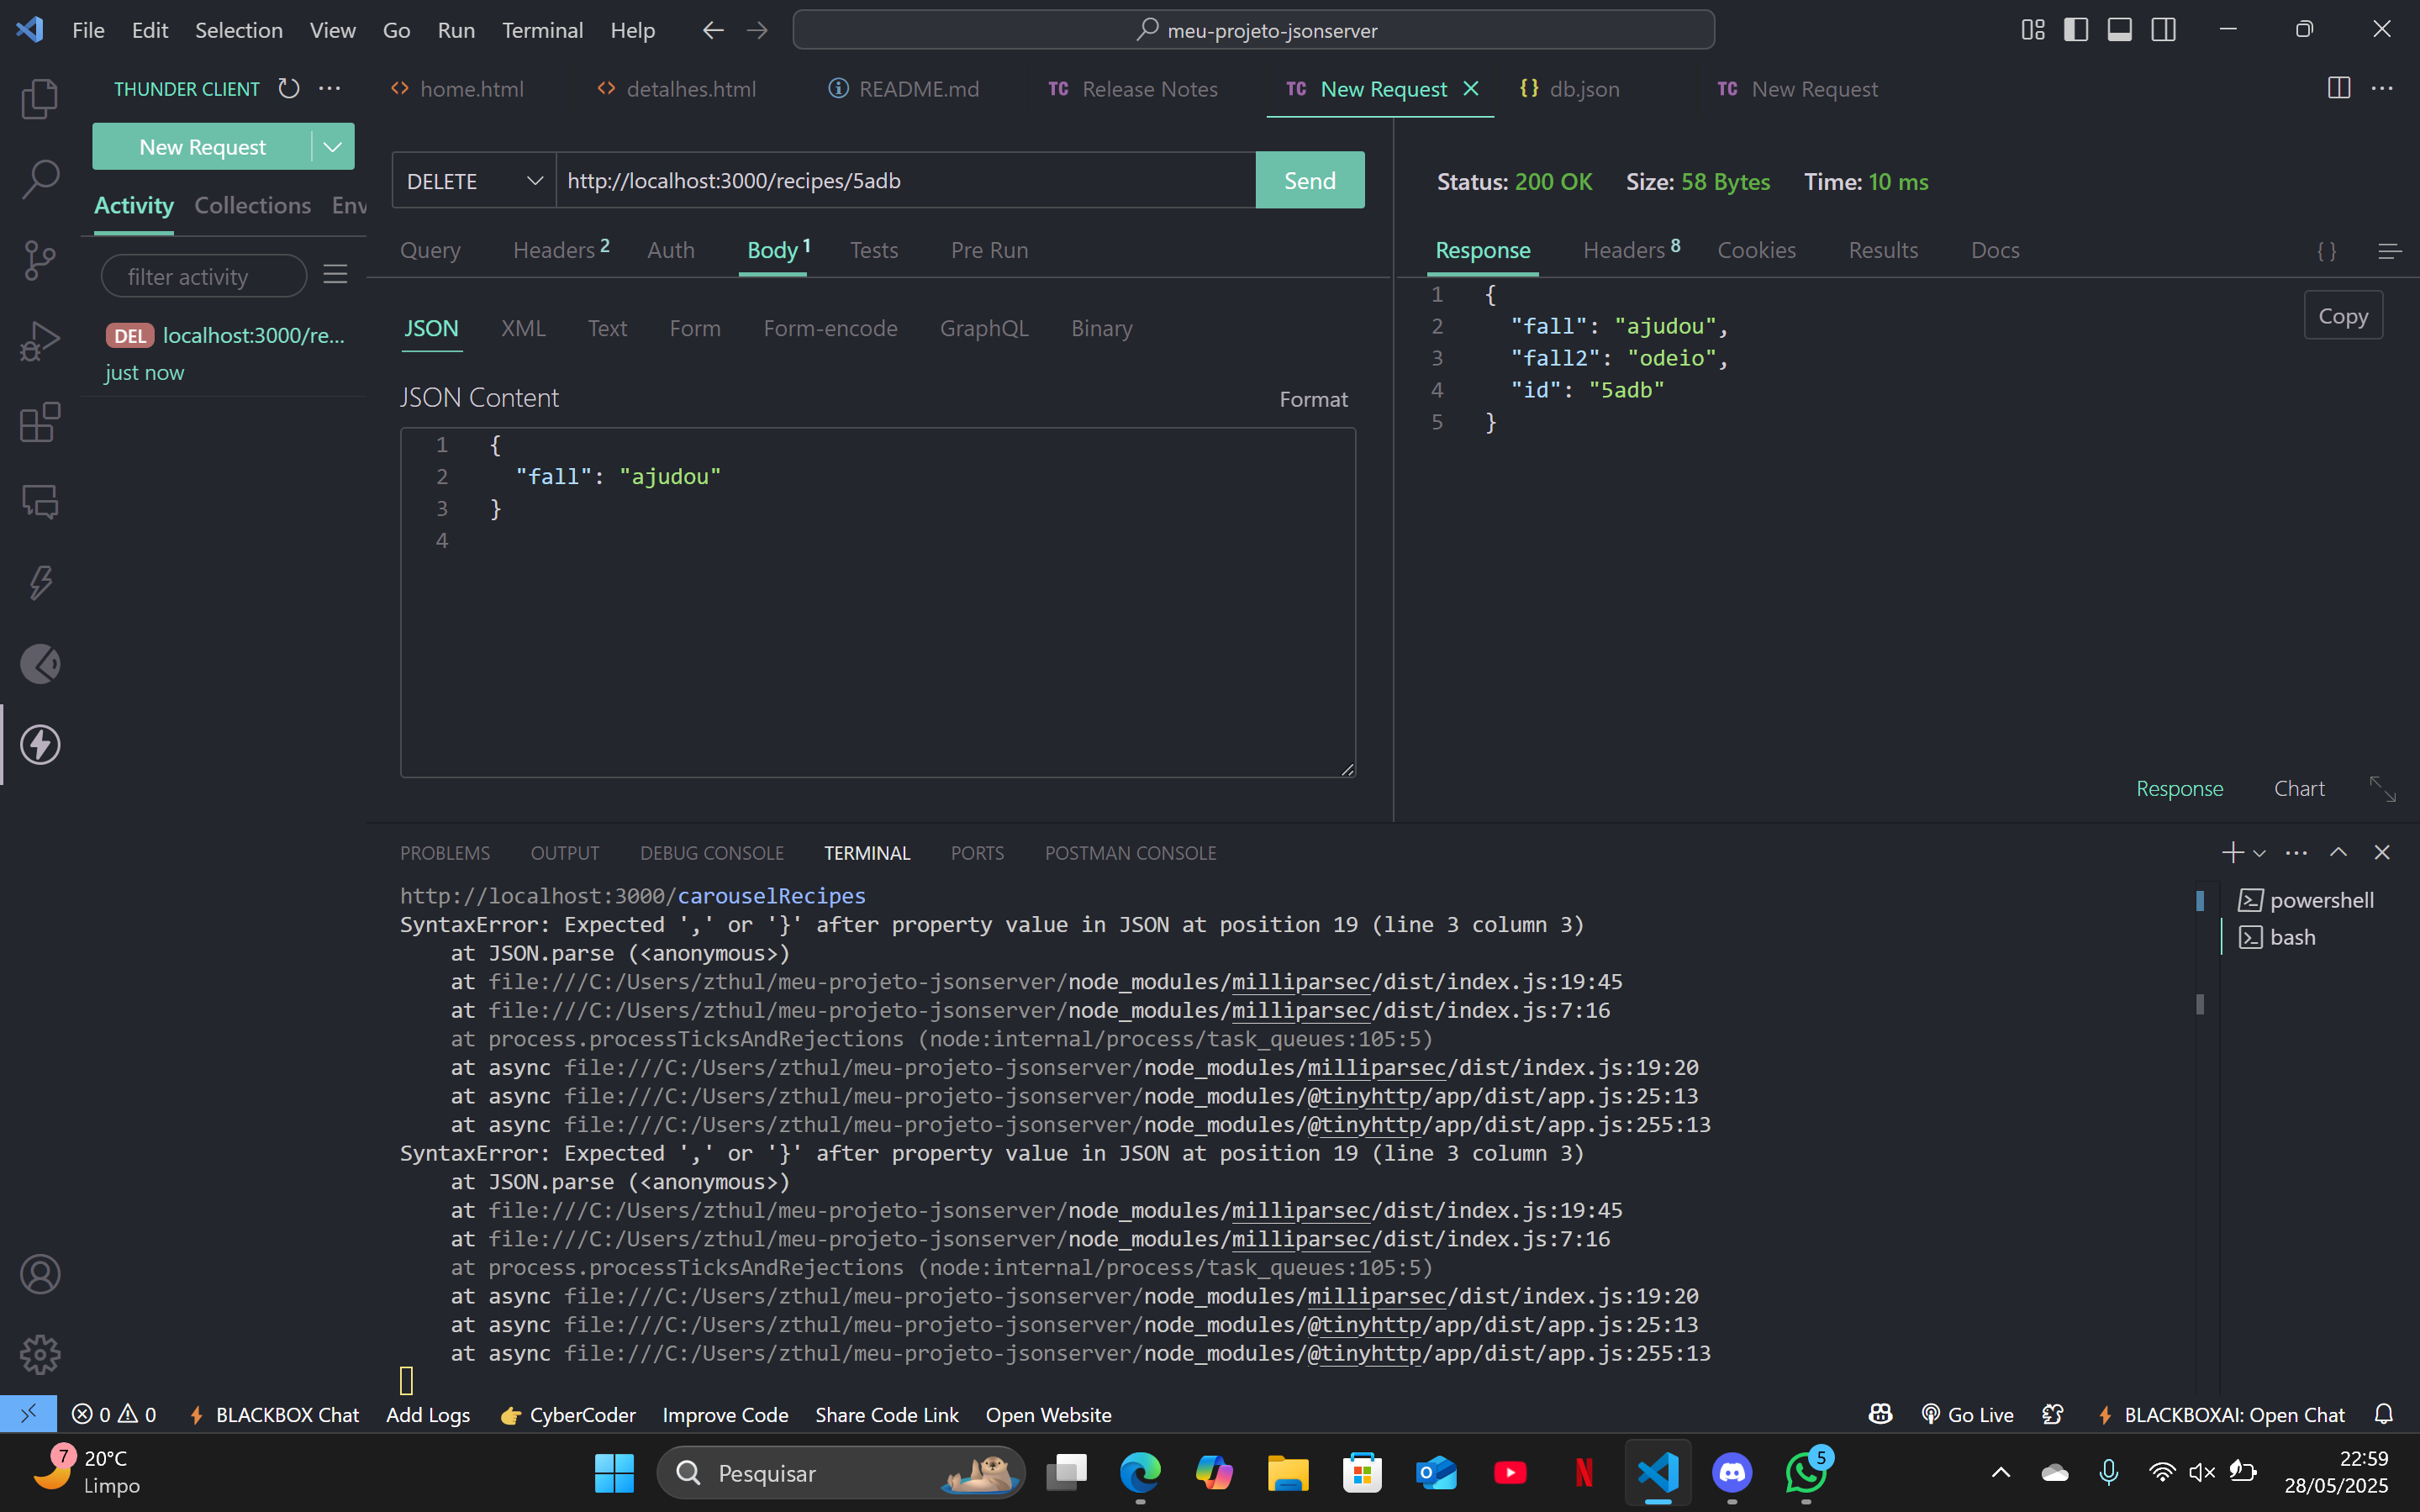 File Edit Selection View Go Run Terminal Help
meu-projeto-jsonserver
THUNDER CLIENT
home.html
detalhes.html
README.md
TC Release Notes
TC New Request
{} db.json
TC New Request
New Request
Activity Collections Env
filter activity
DEL localhost:3000/re...
just now
DELETE
http://localhost:3000/recipes/5adb
Send
Query Headers 2 Auth Body 1 Tests Pre Run
JSON XML Text Form Form-encode GraphQL Binary
JSON Content
Format
1 {
2 "fall": "ajudou"
3 }
4
Status: 200 OK Size: 58 Bytes Time: 10 ms
Response Headers 8 Cookies Results Docs { }
1 {
2 "fall": "ajudou",
3 "fall2": "odeio",
4 "id": "5adb"
5 }
Copy
Response Chart
PROBLEMS OUTPUT DEBUG CONSOLE TERMINAL PORTS POSTMAN CONSOLE
http://localhost:3000/carouselRecipes
SyntaxError: Expected ',' or '}' after property value in JSON at position 19 (line 3 column 3)
at JSON.parse (<anonymous>)
at file:///C:/Users/zthul/meu-projeto-jsonserver/node_modules/milliparsec/dist/index.js:19:45
at file:///C:/Users/zthul/meu-projeto-jsonserver/node_modules/milliparsec/dist/index.js:7:16
at process.processTicksAndRejections (node:internal/process/task_queues:105:5)
at async file:///C:/Users/zthul/meu-projeto-jsonserver/node_modules/milliparsec/dist/index.js:19:20
at async file:///C:/Users/zthul/meu-projeto-jsonserver/node_modules/@tinyhttp/app/dist/app.js:25:13
at async file:///C:/Users/zthul/meu-projeto-jsonserver/node_modules/@tinyhttp/app/dist/app.js:255:13
SyntaxError: Expected ',' or '}' after property value in JSON at position 19 (line 3 column 3)
at JSON.parse (<anonymous>)
at file:///C:/Users/zthul/meu-projeto-jsonserver/node_modules/milliparsec/dist/index.js:19:45
at file:///C:/Users/zthul/meu-projeto-jsonserver/node_modules/milliparsec/dist/index.js:7:16
at process.processTicksAndRejections (node:internal/process/task_queues:105:5)
at async file:///C:/Users/zthul/meu-projeto-jsonserver/node_modules/milliparsec/dist/index.js:19:20
at async file:///C:/Users/zthul/meu-projeto-jsonserver/node_modules/@tinyhttp/app/dist/app.js:25:13
at async file:///C:/Users/zthul/meu-projeto-jsonserver/node_modules/@tinyhttp/app/dist/app.js:255:13
powershell
bash
0 0 BLACKBOX Chat Add Logs CyberCoder Improve Code Share Code Link Open Website
Go Live BLACKBOXAI: Open Chat
7
20°C
Limpo
Pesquisar
5
22:59
28/05/2025